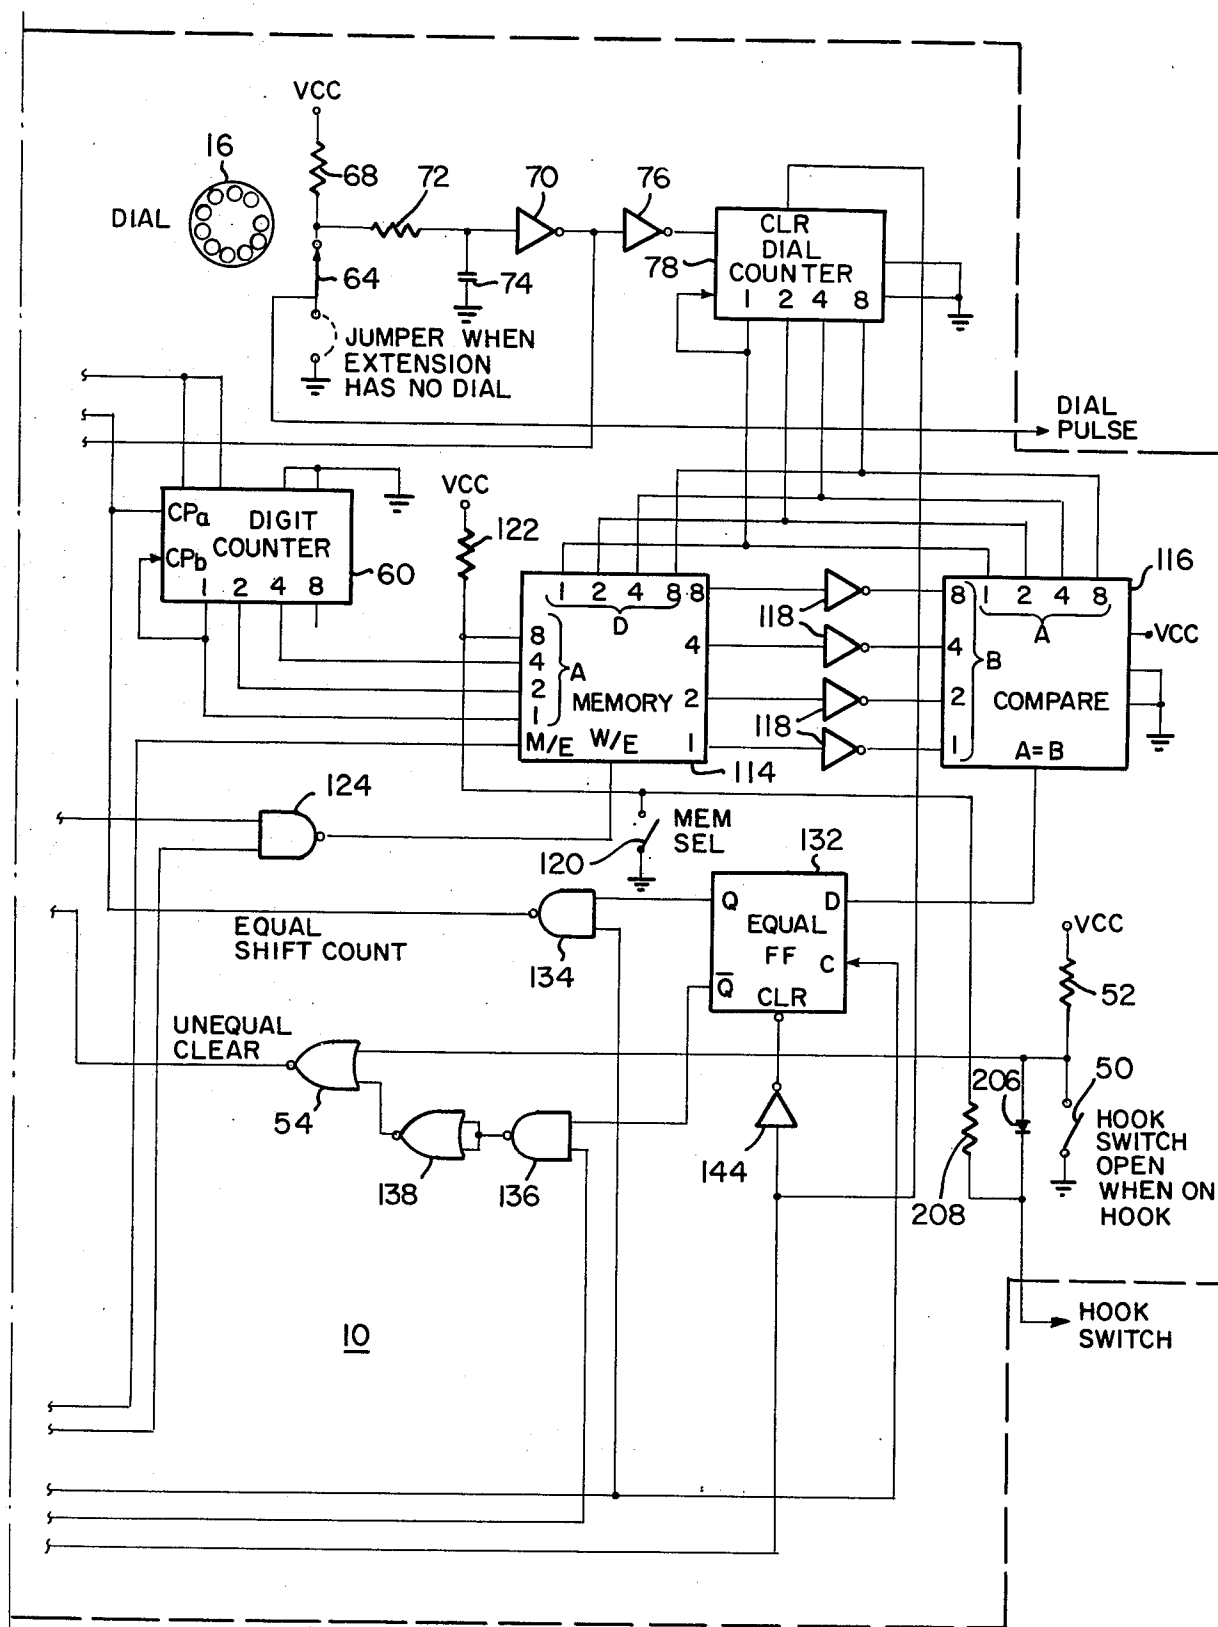 VCC
16
68
72
70
76
DIAL
CLR
DIAL
COUNTER
1 2 4 8
78
64
74
JUMPER WHEN
EXTENSION
HAS NO DIAL
DIAL
PULSE
VCC
122
CPa
DIGIT
COUNTER
CPb
1 2 4 8
60
1 2 4 8
D
8
4
2
1
8
4
2
1
A
MEMORY
M/E
W/E
114
118
118
118
116
1 2 4 8
A
8
4
2
1
B
COMPARE
A=B
VCC
124
MEM
SEL
120
132
Q
D
EQUAL
FF
C
Q̅
CLR
EQUAL
SHIFT COUNT
134
VCC
52
UNEQUAL
CLEAR
54
138
136
144
206
208
50
HOOK
SWITCH
OPEN
WHEN ON
HOOK
HOOK
SWITCH
10